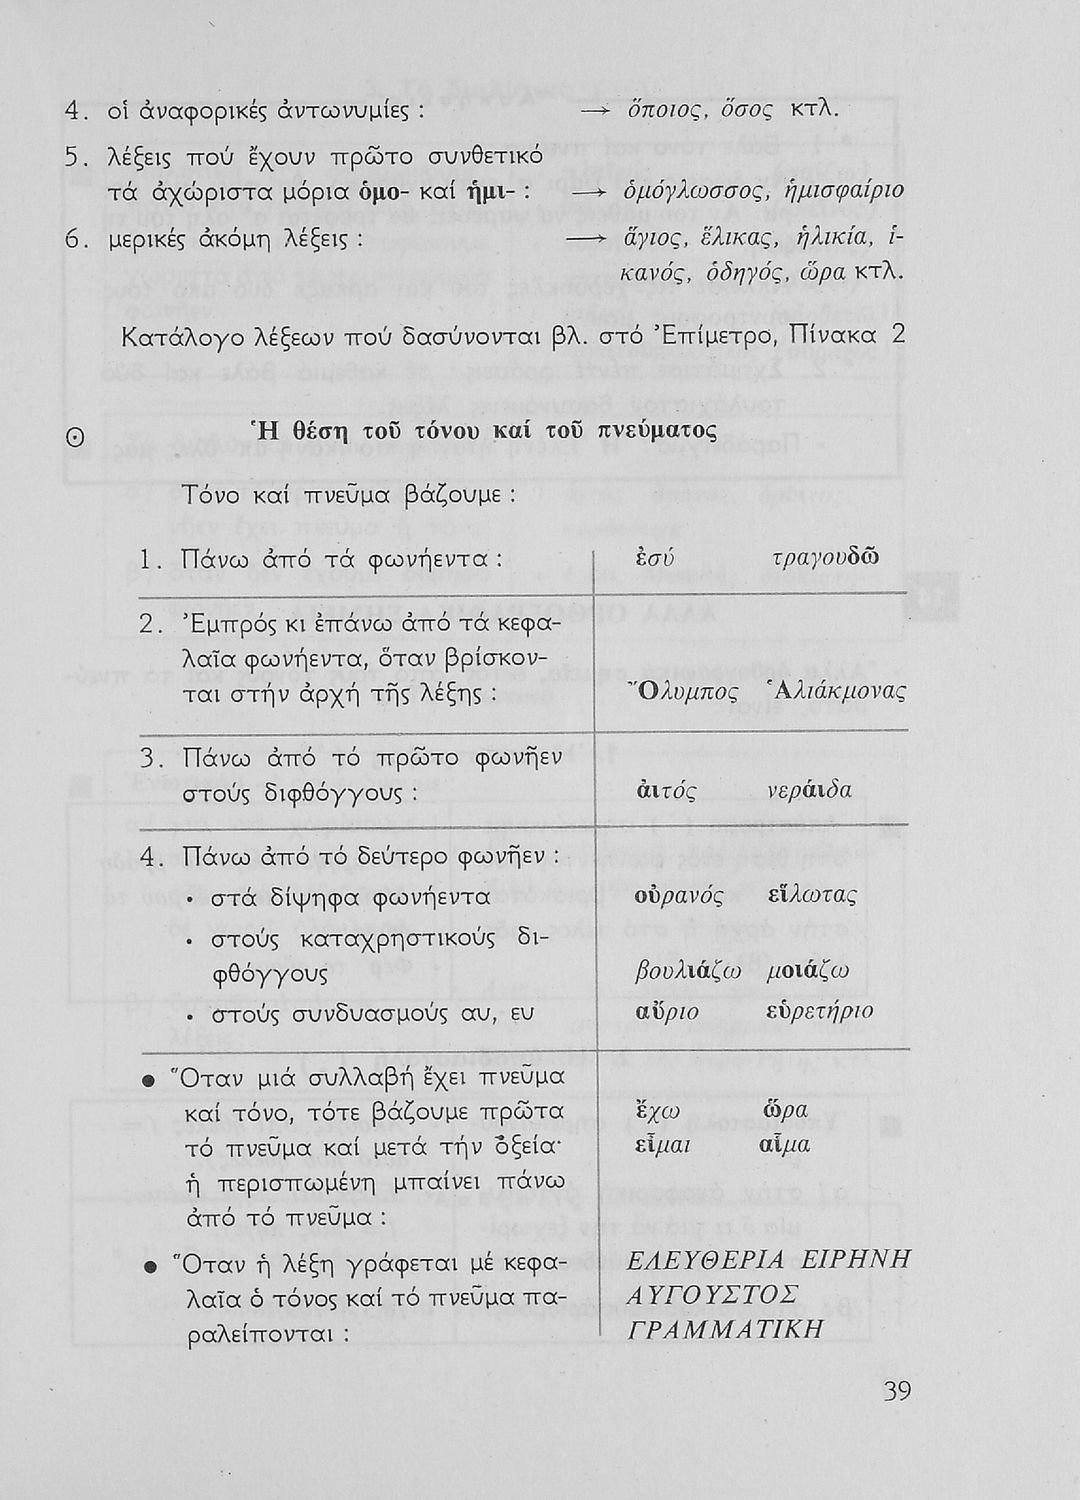 4. οἱ ἀναφορικές ἀντωνυμίες : → ὅποιος, ὅσος κτλ.
5. λέξεις πού ἔχουν πρῶτο συνθετικό
τά ἀχώριστα μόρια ὁμο- καί ἡμι- : → ὁμόγλωσσος, ἡμισφαίριο
6. μερικές ἀκόμη λέξεις : → ἅγιος, ἕλικας, ἡλικία, ἱ-
κανός, ὁδηγός, ὥρα κτλ.
Κατάλογο λέξεων πού δασύνονται βλ. στό Ἐπίμετρο, Πίνακα 2
Ἡ θέση τοῦ τόνου καί τοῦ πνεύματος
Τόνο καί πνεῦμα βάζουμε :
1. Πάνω ἀπό τά φωνήεντα : ἐσύ τραγουδῶ
2. Ἐμπρός κι ἐπάνω ἀπό τά κεφα-
λαῖα φωνήεντα, ὅταν βρίσκον-
ται στήν ἀρχή τῆς λέξης : Ὄλυμπος Ἁλιάκμονας
3. Πάνω ἀπό τό πρῶτο φωνῆεν
στούς διφθόγγους : ἀιτός νεράιδα
4. Πάνω ἀπό τό δεύτερο φωνῆεν :
• στά δίψηφα φωνήεντα οὐρανός εἵλωτας
• στούς καταχρηστικούς δι-
φθόγγους βουλιάζω μοιάζω
• στούς συνδυασμούς αυ, ευ αὔριο εὑρετήριο
• Ὅταν μιά συλλαβή ἔχει πνεῦμα
καί τόνο, τότε βάζουμε πρῶτα ἔχω ὥρα
τό πνεῦμα καί μετά τήν ὀξεία· εἶμαι αἷμα
ἡ περισπωμένη μπαίνει πάνω
ἀπό τό πνεῦμα :
• Ὅταν ἡ λέξη γράφεται μέ κεφα- ΕΛΕΥΘΕΡΙΑ ΕΙΡΗΝΗ
λαῖα ὁ τόνος καί τό πνεῦμα πα- ΑΥΓΟΥΣΤΟΣ
ραλείπονται : ΓΡΑΜΜΑΤΙΚΗ
39